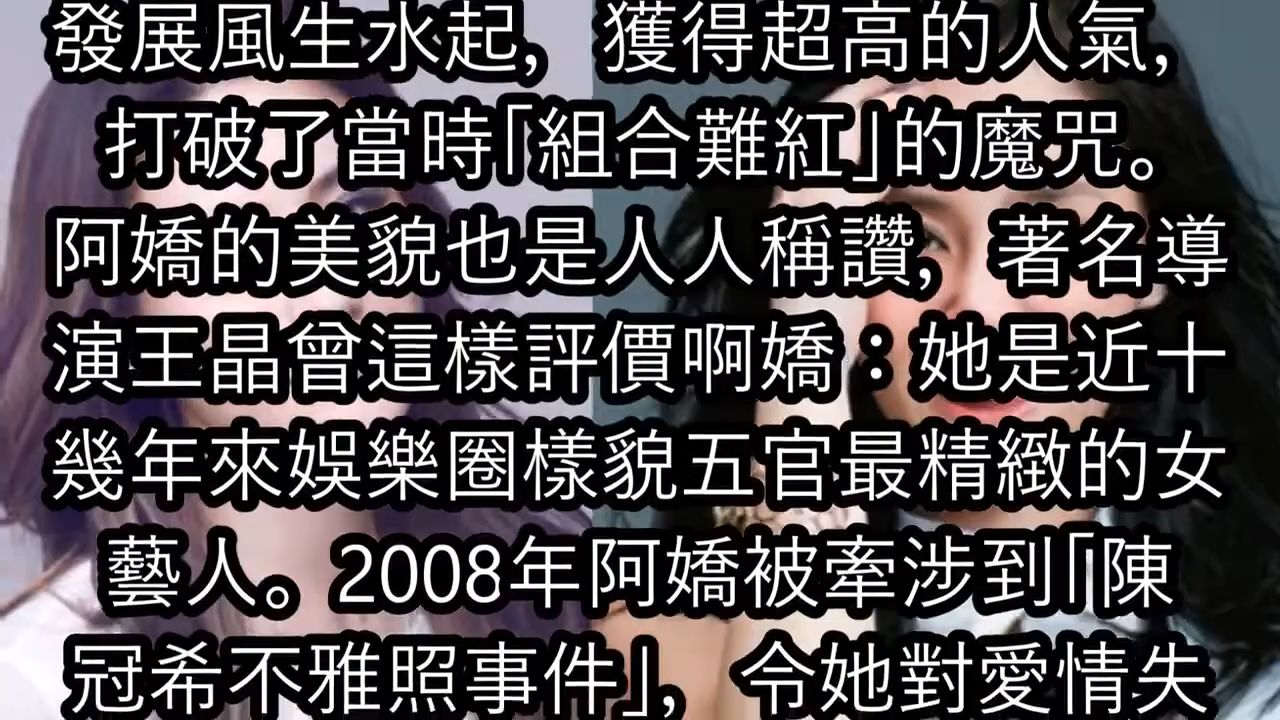 發展風生水起，獲得超高的人氣，
打破了當時「組合難紅」的魔咒。
阿嬌的美貌也是人人稱讚，著名導
演王晶曾這樣評價啊嬌：她是近十
幾年來娛樂圈樣貌五官最精緻的女
藝人。2008年阿嬌被牽涉到「陳
冠希不雅照事件」，令她對愛情失